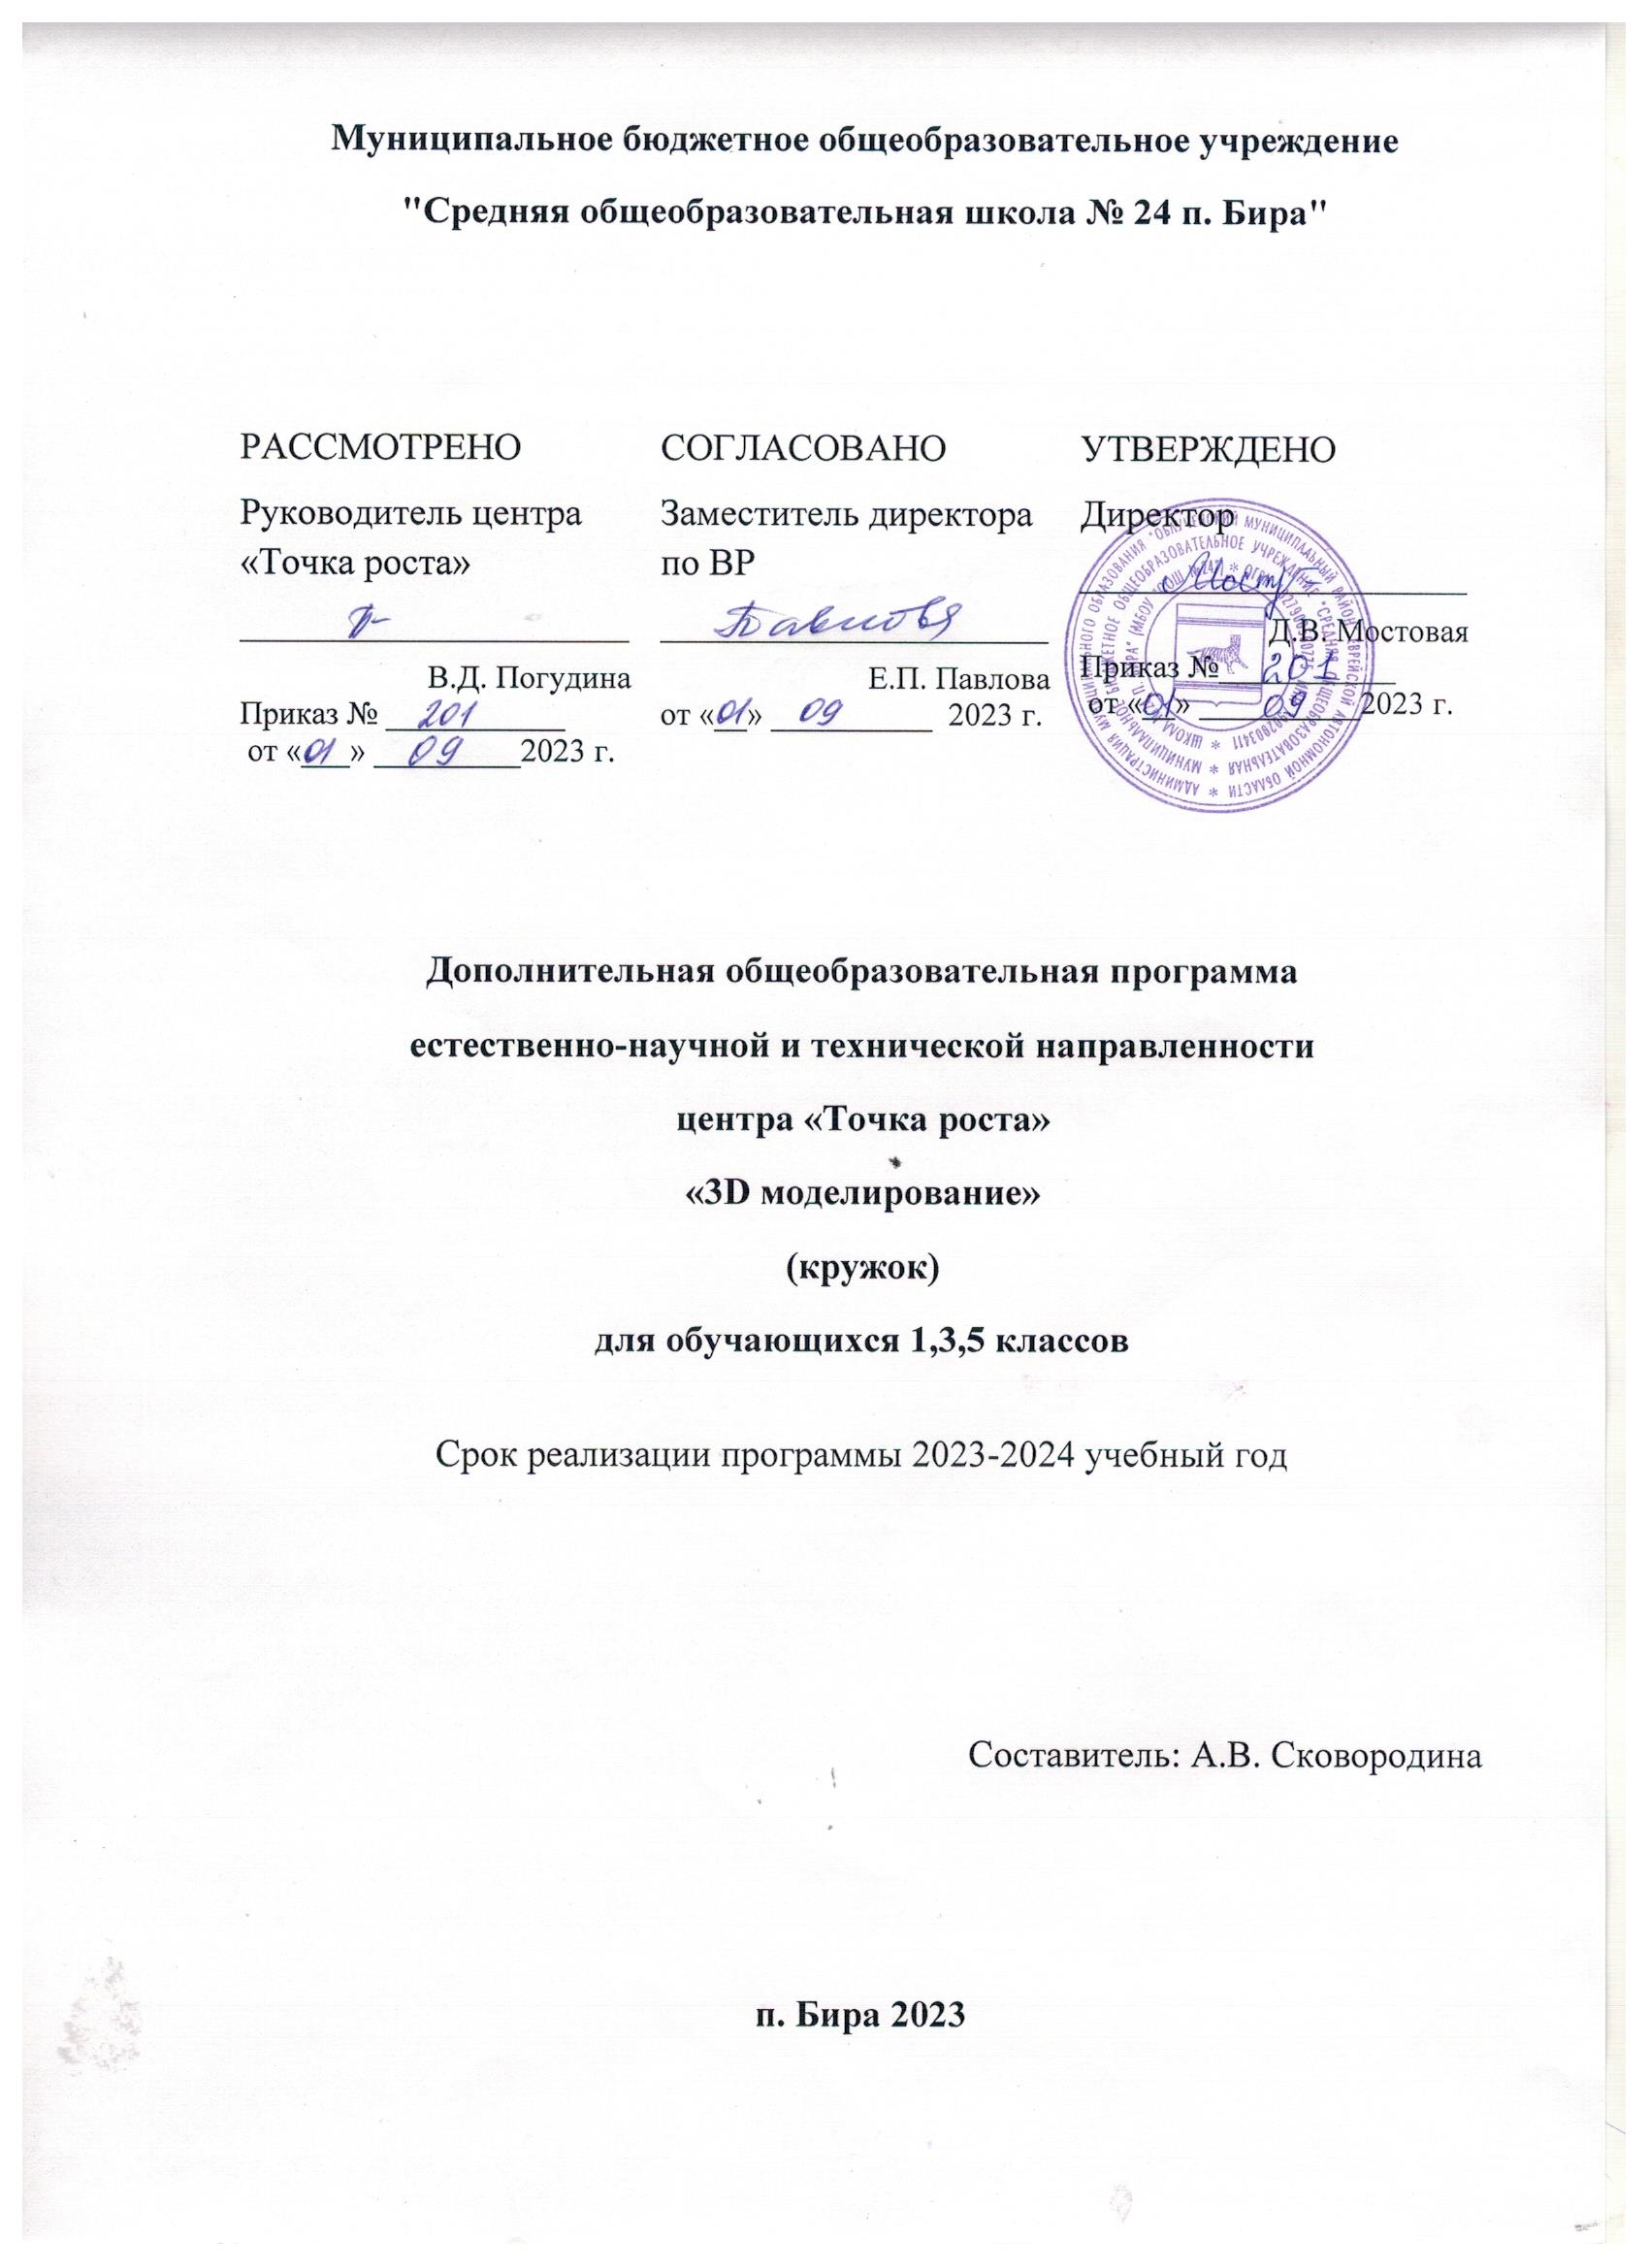 Муниципальное бюджетное общеобразовательное учреждение
"Средняя общеобразовательная школа № 24 п. Бира"
РАССМОТРЕНО
Руководитель центра
«Точка роста»
В.Д. Погудина
Приказ № 201
от «01» 09 2023 г.
СОГЛАСОВАНО
Заместитель директора
по ВР
Павлова
Е.П. Павлова
от «01» 09 2023 г.
УТВЕРЖДЕНО
Директор
Д.В. Мостовая
Приказ № 201
от «01» 09 2023 г.
Дополнительная общеобразовательная программа
естественно-научной и технической направленности
центра «Точка роста»
«3D моделирование»
(кружок)
для обучающихся 1,3,5 классов
Срок реализации программы 2023-2024 учебный год
Составитель: А.В. Сковородина
п. Бира 2023